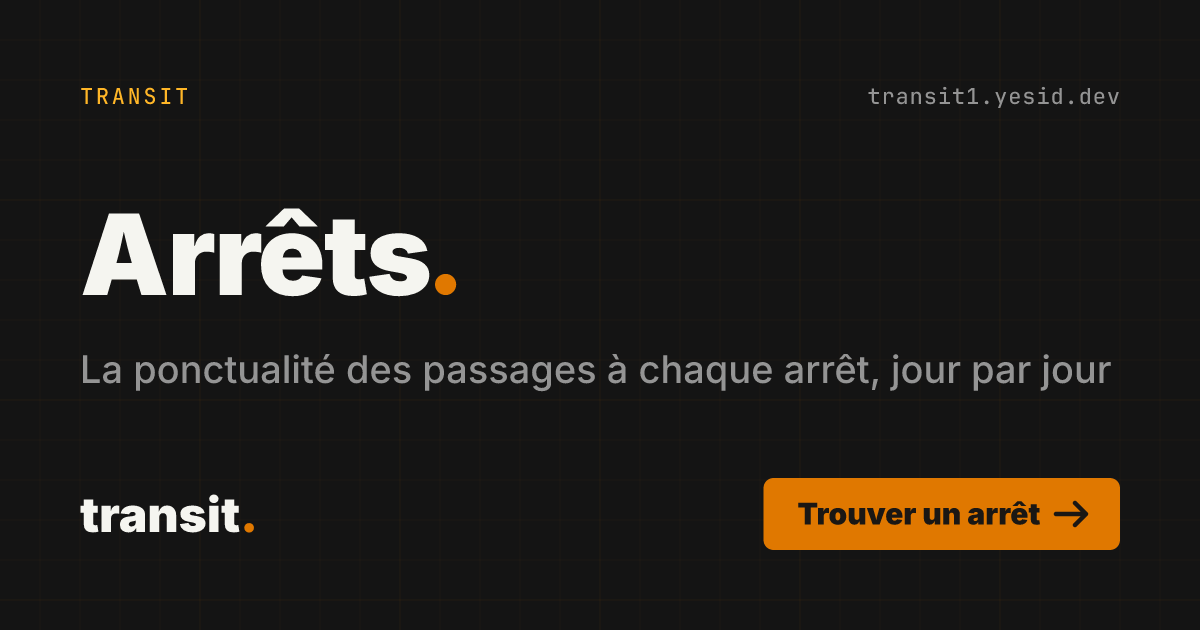 TRANSIT
transit1.yesid.dev
Arrêts.
La ponctualité des passages à chaque arrêt, jour par jour
transit.
Trouver un arrêt →